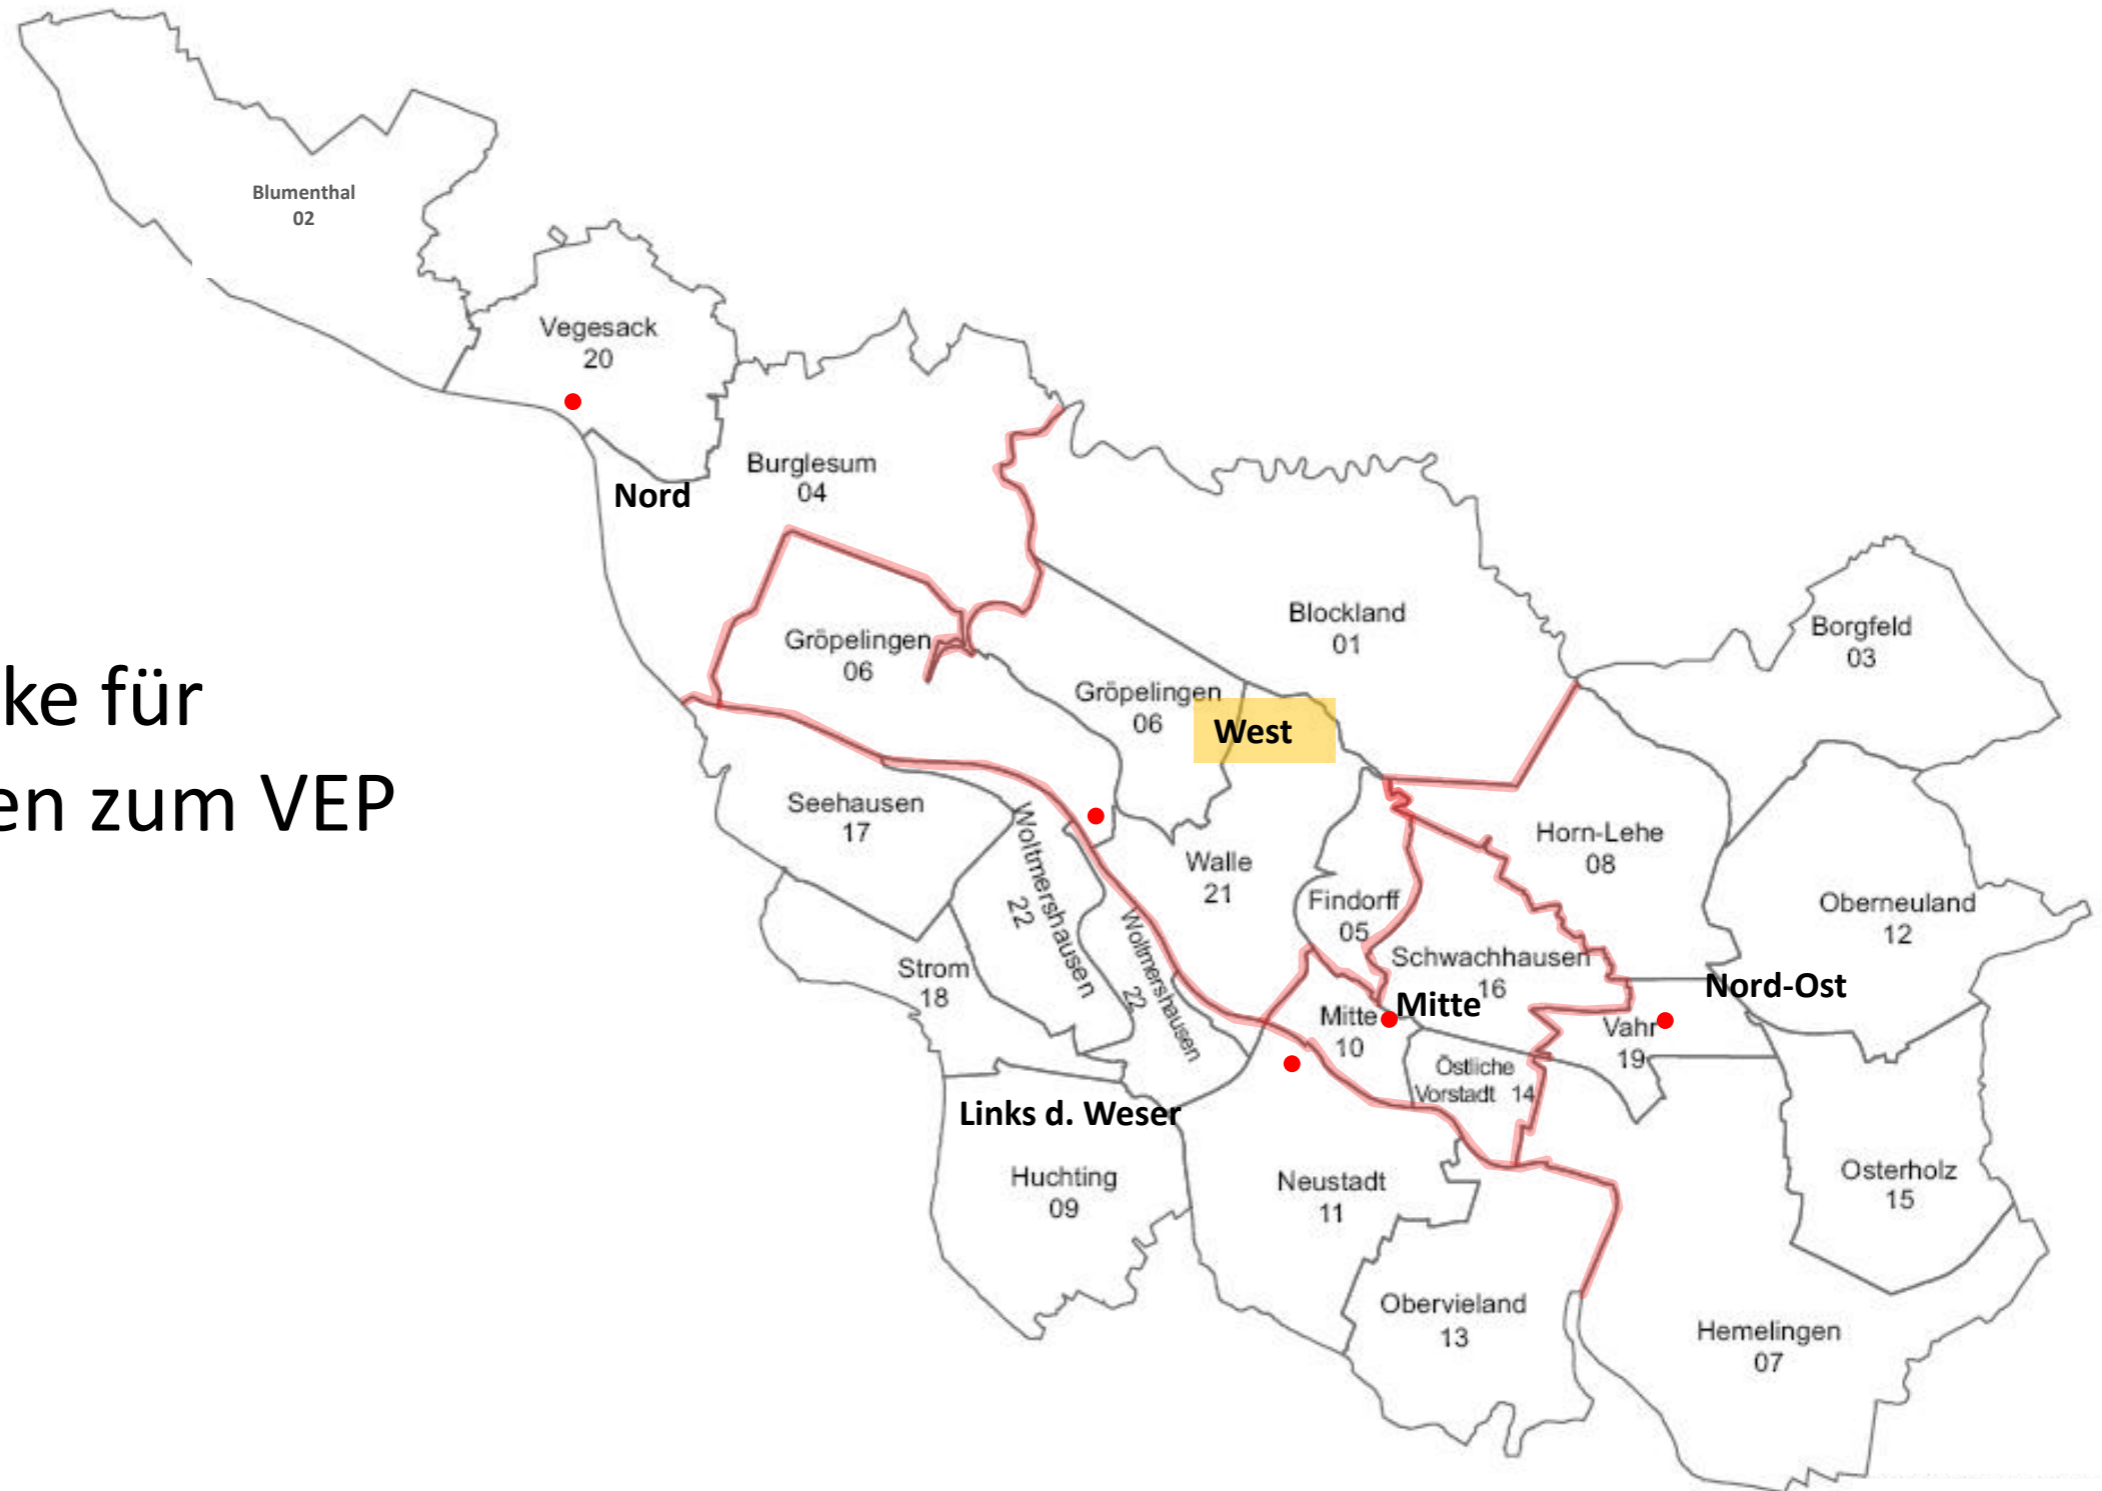 Blumenthal
02
Vegesack
20
Burglesum
04
Nord
Gröpelingen
06
Blockland
01
Borgfeld
03
ke für
en zum VEP
Gröpelingen
06
West
Seehausen
17
Woltmershausen
22
Walle
21
Horn-Lehe
08
Findorff
05
Oberneuland
12
Strom
18
Woltmershausen
22
Schwachhausen
16
Nord-Ost
Mitte
10
Mitte
Vahr
19
Östliche
Vorstadt 14
Links d. Weser
Huchting
09
Neustadt
11
Osterholz
15
Obervieland
13
Hemelingen
07